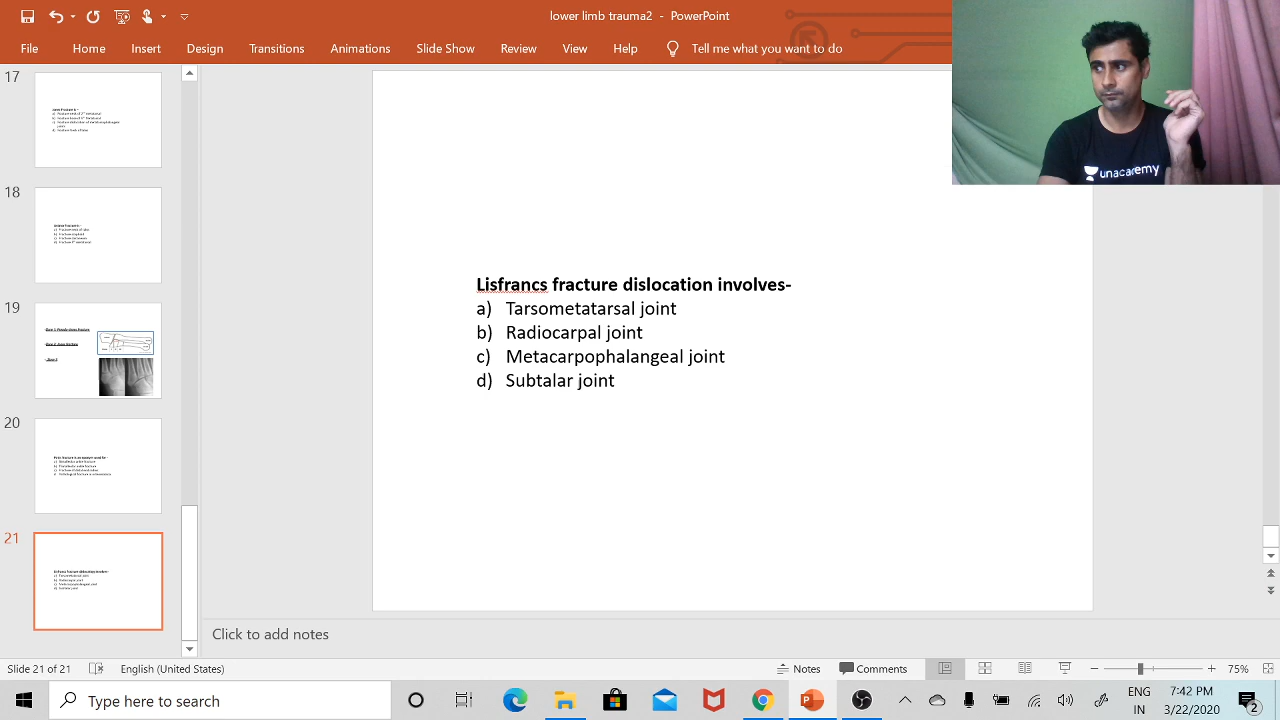 lower limb trauma2 - PowerPoint
File Home Insert Design Transitions Animations Slide Show Review View Help Tell me what you want to do
unacademy
17
18
19
20
21
Lisfrancs fracture dislocation involves-
a) Tarsometatarsal joint
b) Radiocarpal joint
c) Metacarpophalangeal joint
d) Subtalar joint
Click to add notes
Slide 21 of 21 English (United States) Notes Comments 75%
Type here to search
ENG 7:42 PM
IN 3/22/2020 2